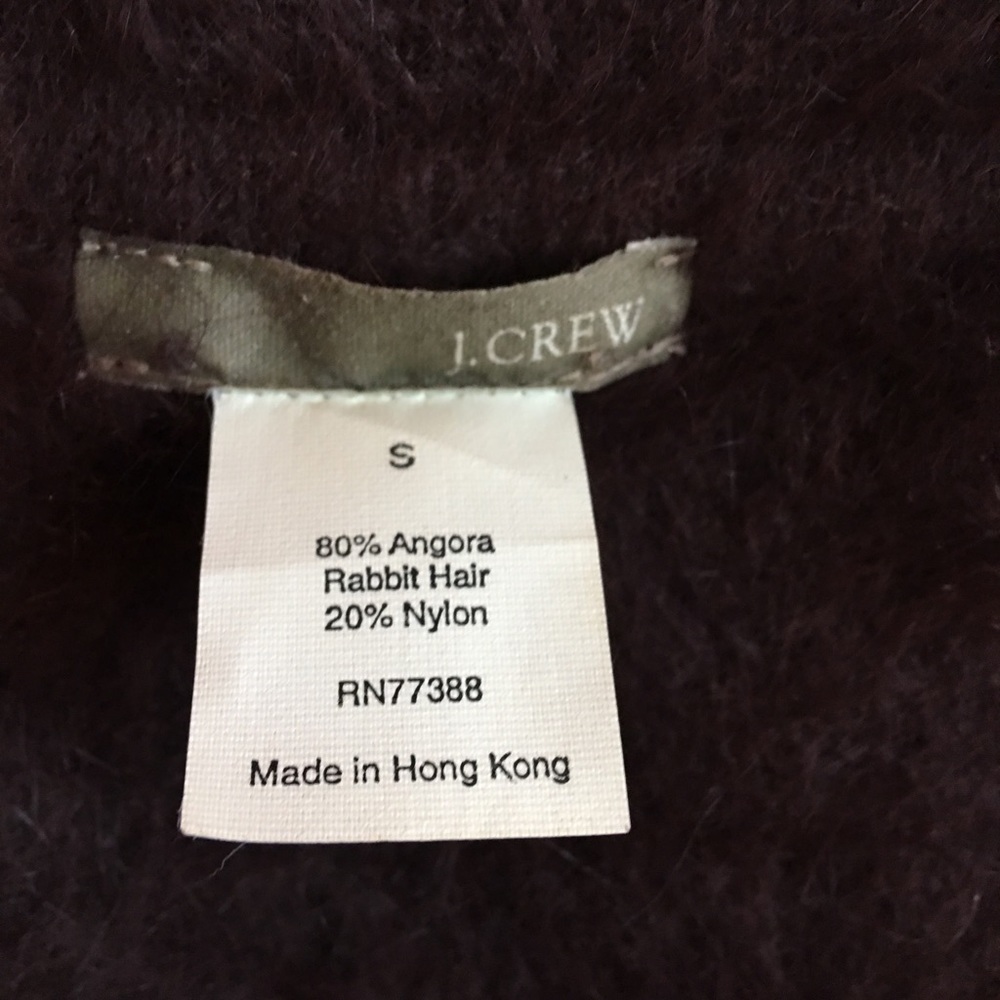 J.CREW
S
80% Angora
Rabbit Hair
20% Nylon
RN77388
Made in Hong Kong